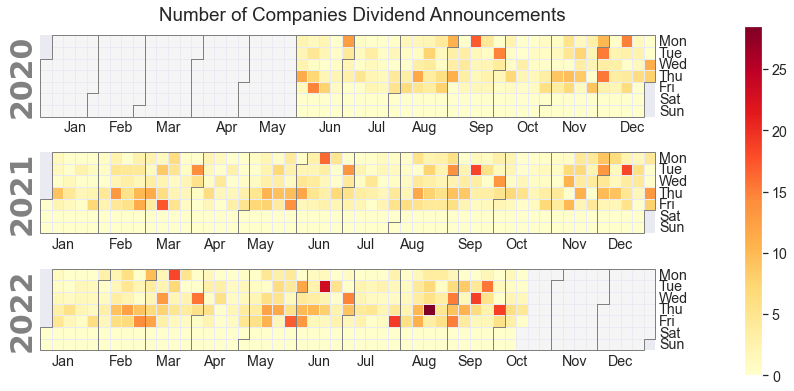 Number of Companies Dividend Announcements
2020
Mon
Tue
Wed
Thu
Fri
Sat
Sun
Jan Feb Mar Apr May Jun Jul Aug Sep Oct Nov Dec
2021
Mon
Tue
Wed
Thu
Fri
Sat
Sun
Jan Feb Mar Apr May Jun Jul Aug Sep Oct Nov Dec
2022
Mon
Tue
Wed
Thu
Fri
Sat
Sun
Jan Feb Mar Apr May Jun Jul Aug Sep Oct Nov Dec
25
20
15
10
5
0